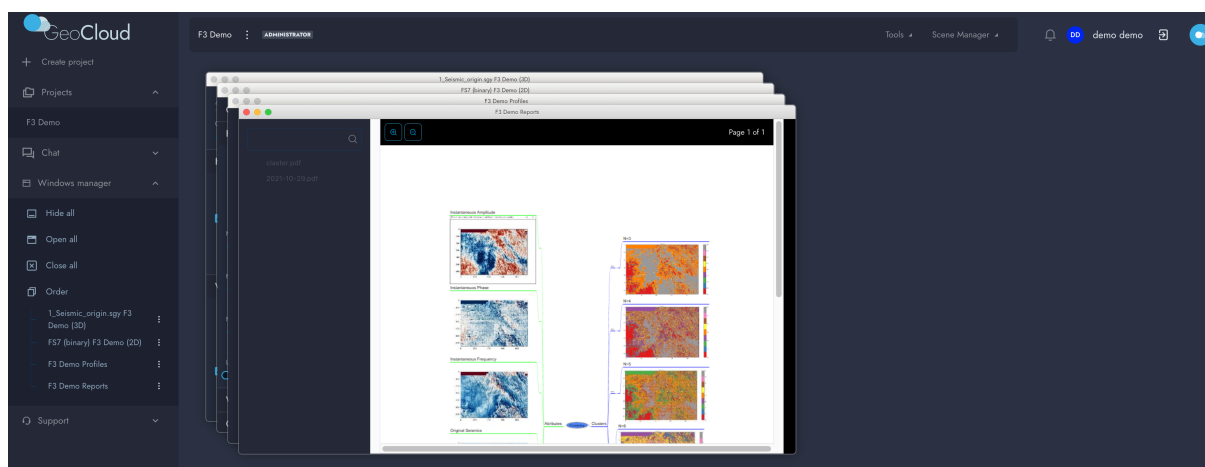 GeoCloud
F3 Demo
ADMINISTRATOR
Tools
Scene Manager
DD
demo demo
Create project
Projects
F3 Demo
Chat
Windows manager
Hide all
Open all
Close all
Order
1_Seismic_origin.sgy F3
Demo (3D)
FS7 (binary) F3 Demo (2D)
F3 Demo Profiles
F3 Demo Reports
Support
1_Seismic_origin.sgy F3 Demo (3D)
FS7 (binary) F3 Demo (2D)
F3 Demo Profiles
F3 Demo Reports
Page 1 of 1
claster.pdf
2021-10-29.pdf
Instantaneous Amplitude
Instantaneous Phase
Instantaneous Frequency
Original Seismics
Attributes
Clusters
N=5
N=6